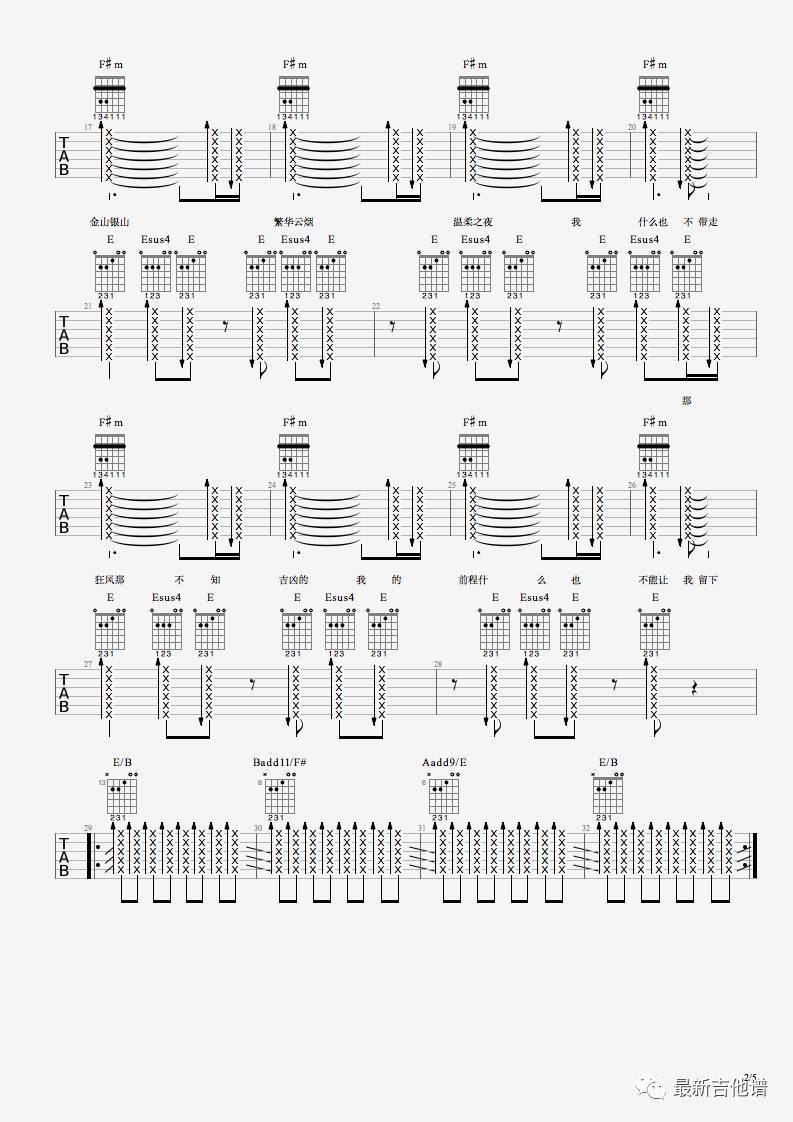 F♯m F♯m F♯m F♯m
134111 134111 134111 134111
17 18 19 20
TAB
金山银山 繁华云烟 温柔之夜 我 什么也 不 带走
E Esus4 E E Esus4 E E Esus4 E E Esus4 E
231 123 231 231 123 231 231 123 231 231 123 231
21 22
TAB
那
F♯m F♯m F♯m F♯m
134111 134111 134111 134111
23 24 25 26
TAB
狂风那 不 知 吉凶的 我 的 前程什 么 也 不能让 我 留下
E Esus4 E E Esus4 E E Esus4 E E
231 123 231 231 123 231 231 123 231 231
27 28
TAB
E/B Badd11/F# Aadd9/E E/B
13 8 6
231 231 231 231
29 30 31 32
TAB
2/5
最新吉他谱